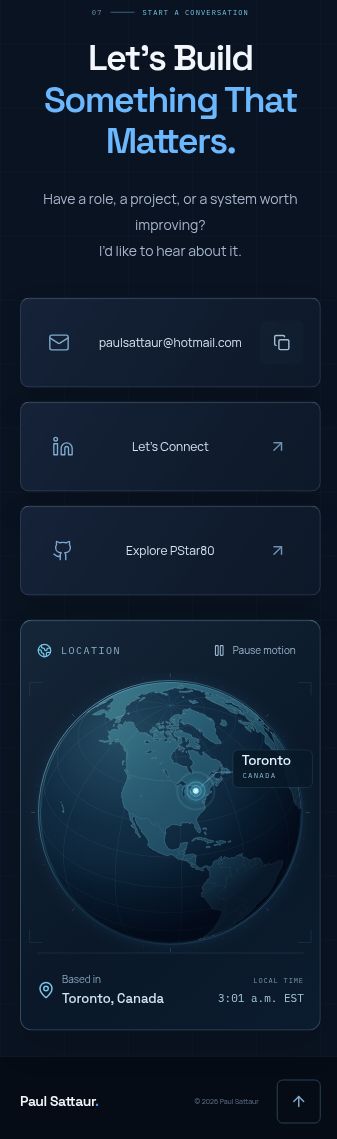 07 START A CONVERSATION
Let's Build
Something That
Matters.
Have a role, a project, or a system worth
improving?
I'd like to hear about it.
paulsattaur@hotmail.com
Let's Connect
Explore PStar80
LOCATION Pause motion
Toronto
CANADA
Based in
Toronto, Canada
LOCAL TIME
3:01 a.m. EST
Paul Sattaur.
© 2026 Paul Sattaur